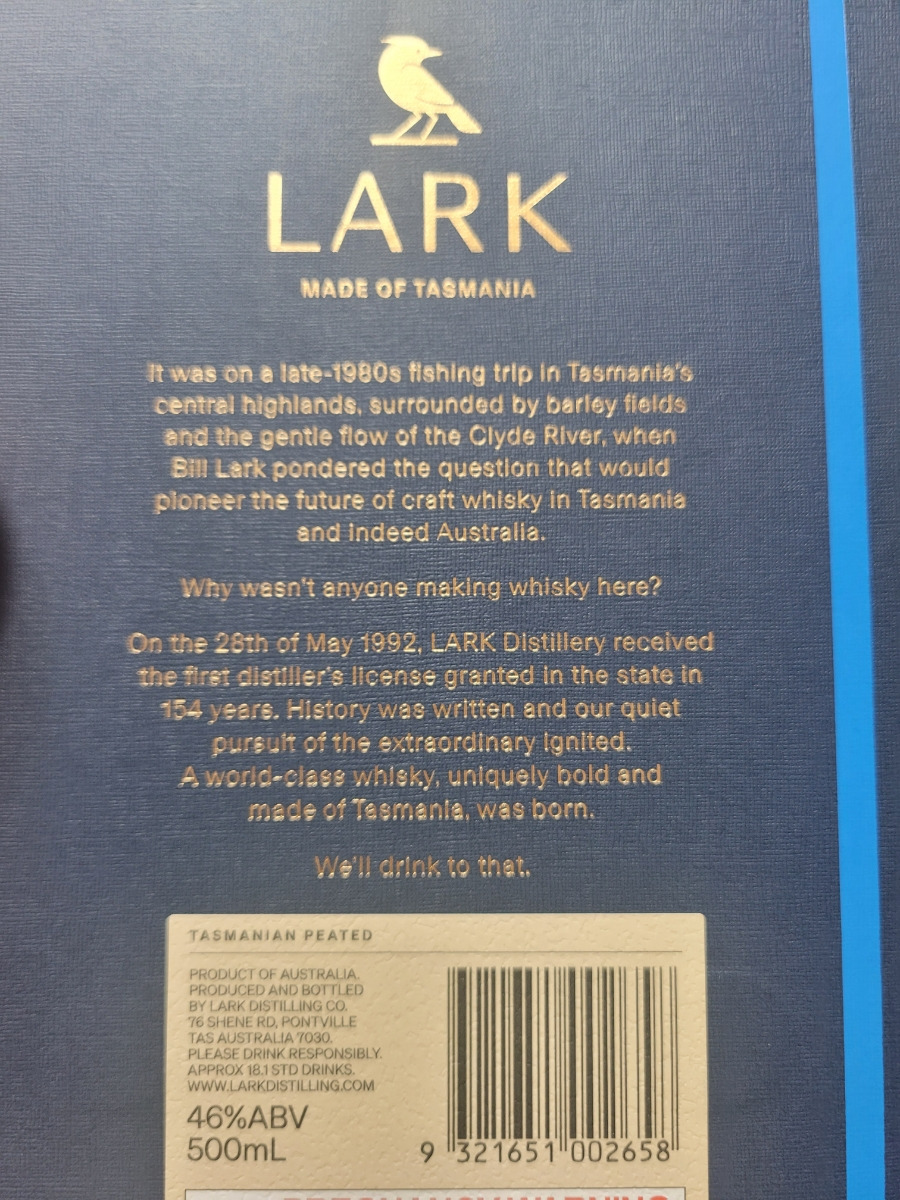 LARK
MADE OF TASMANIA
It was on a late-1980s fishing trip in Tasmania's
central highlands, surrounded by barley fields
and the gentle flow of the Clyde River, when
Bill Lark pondered the question that would
pioneer the future of craft whisky in Tasmania
and indeed Australia.
Why wasn't anyone making whisky here?
On the 28th of May 1992, LARK Distillery received
the first distiller's license granted in the state in
154 years. History was written and our quiet
pursuit of the extraordinary ignited.
A world-class whisky, uniquely bold and
made of Tasmania, was born.
We'll drink to that.
TASMANIAN PEATED
PRODUCT OF AUSTRALIA.
PRODUCED AND BOTTLED
BY LARK DISTILLING CO.
76 SHENE RD, PONTVILLE
TAS AUSTRALIA 7030.
PLEASE DRINK RESPONSIBLY.
APPROX 18.1 STD DRINKS.
WWW.LARKDISTILLING.COM
46%ABV
500mL
9 321651 002658
PREGNANCY WARNING